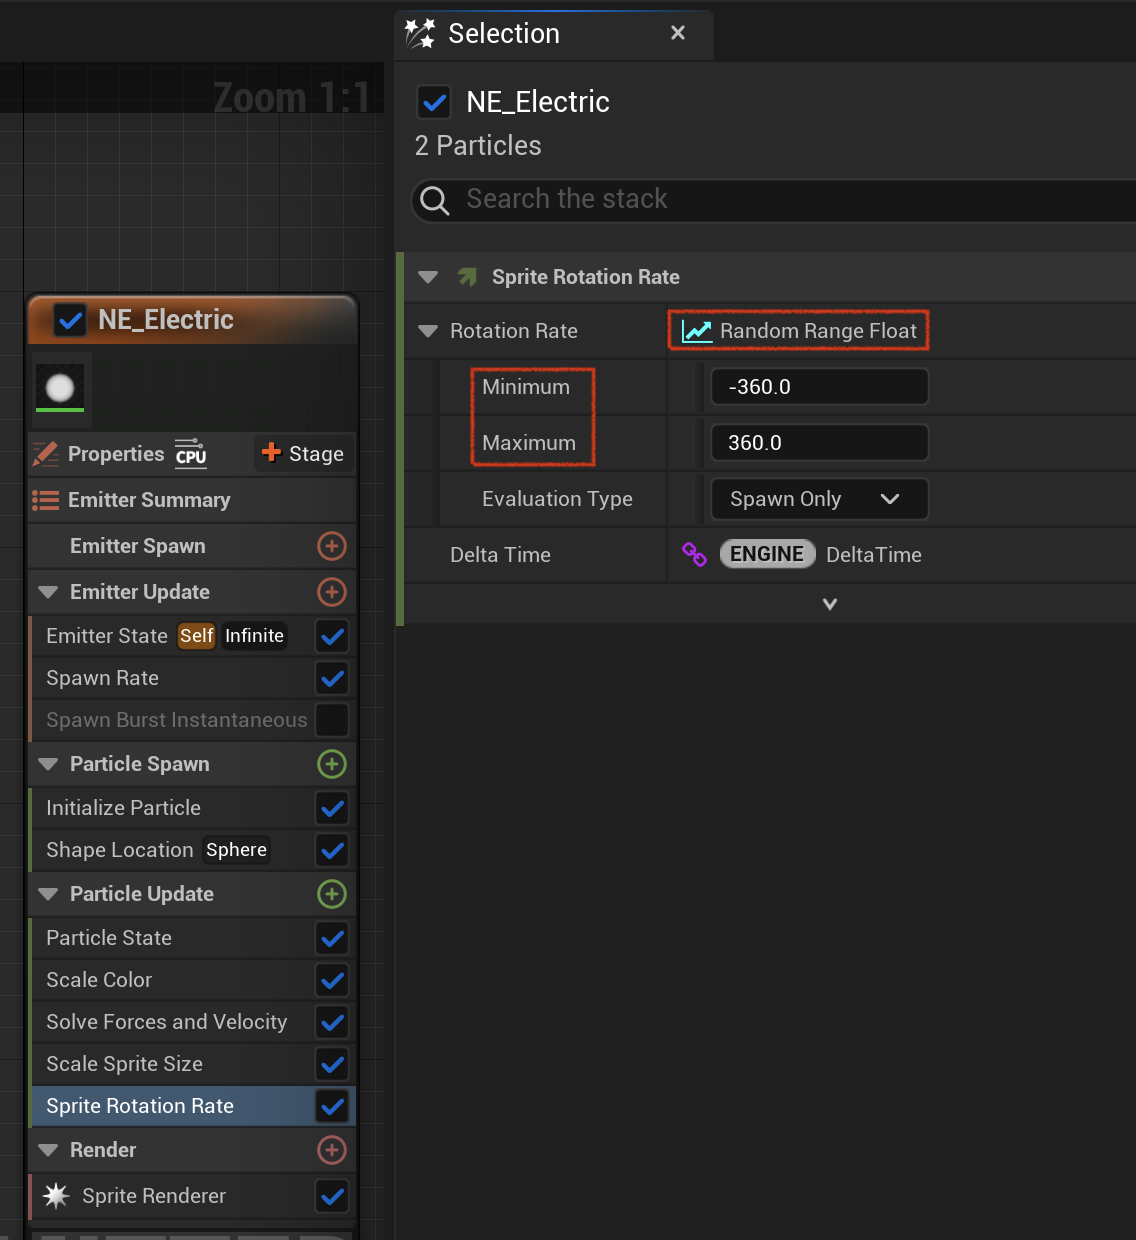 Selection
Zoom 1:1
NE_Electric
2 Particles
Search the stack
Sprite Rotation Rate
Rotation Rate Random Range Float
Minimum -360.0
Maximum 360.0
Evaluation Type Spawn Only
Delta Time ENGINE DeltaTime
NE_Electric
Properties CPU Stage
Emitter Summary
Emitter Spawn
Emitter Update
Emitter State Self Infinite
Spawn Rate
Spawn Burst Instantaneous
Particle Spawn
Initialize Particle
Shape Location Sphere
Particle Update
Particle State
Scale Color
Solve Forces and Velocity
Scale Sprite Size
Sprite Rotation Rate
Render
Sprite Renderer